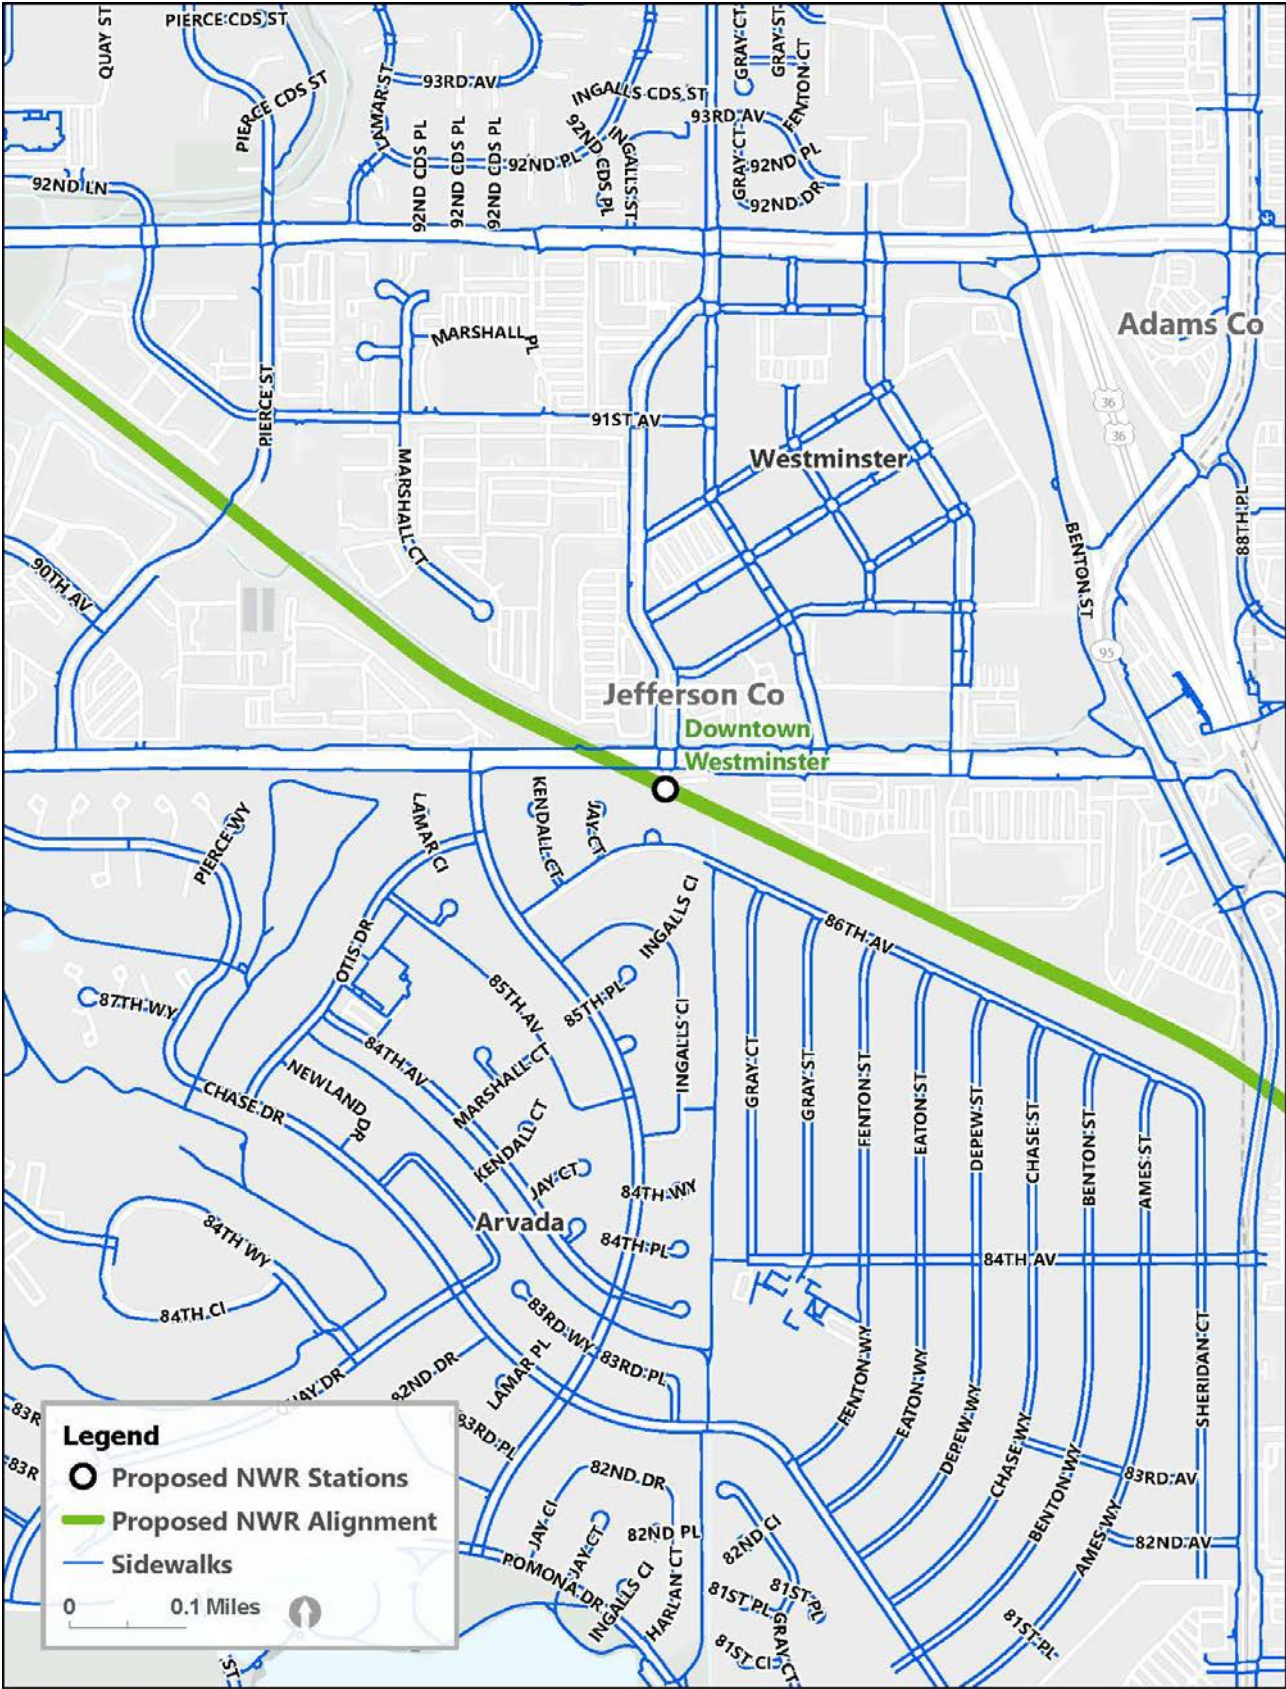 QUAY ST
PIERCE CDS ST
PIERCE CDS ST
LAMAR ST
93RD AV
INGALLS CDS ST
GRAY CT
GRAY ST
FENTON CT
93RD AV
92ND CDS PL
92ND CDS PL
92ND CDS PL
92ND PL
92ND CDS PL
INGALLS ST
GRAY CT
92ND PL
92ND DR
92ND LN
MARSHALL PL
Adams Co
36
36
PIERCE ST
91ST AV
Westminster
MARSHALL CT
88TH PL
BENTON ST
90TH AV
95
Jefferson Co
Downtown
Westminster
PIERCE WY
LAMAR CI
KENDALL CT
JAY CT
INGALLS CI
86TH AV
OTIS DR
85TH AV
85TH PL
87TH WY
INGALLS CI
84TH AV
MARSHALL CT
NEWLAND DR
CHASE DR
KENDALL CT
JAY CT
84TH WY
GRAY CT
GRAY ST
FENTON ST
EATON ST
DEPEW ST
CHASE ST
BENTON ST
AMES ST
Arvada
84TH WY
84TH PL
84TH AV
84TH CI
83RD WY
83RD PL
LAMAR PL
82ND DR
83RD PL
FENTON WY
EATON WY
DEPEW WY
CHASE WY
BENTON WY
AMES WY
SHERIDAN CT
83RD AV
82ND AV
81ST PL
83R
83R
UAY DR
82ND DR
JAY CI
JAY CT
82ND PL
POMONA DR
INGALLS CI
HARLAN CT
82ND CI
81ST PL
81ST PL
GRAY CT
81ST CI
ST
Legend
Proposed NWR Stations
Proposed NWR Alignment
Sidewalks
0 0.1 Miles